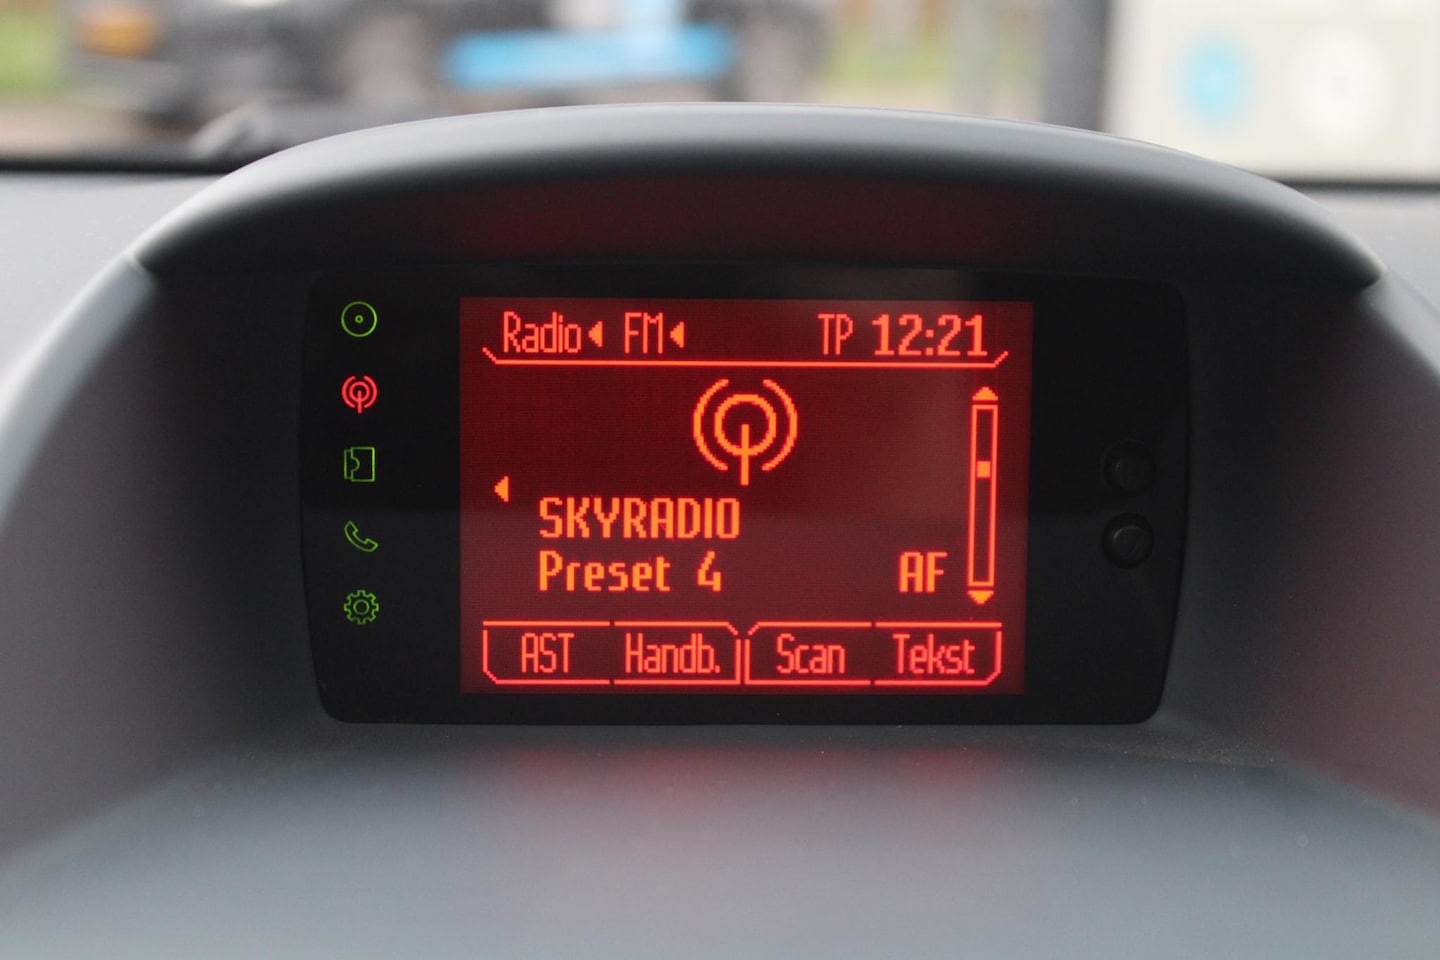 Radio FM TP 12:21
SKYRADIO
Preset 4 AF
AST Handb. Scan Tekst